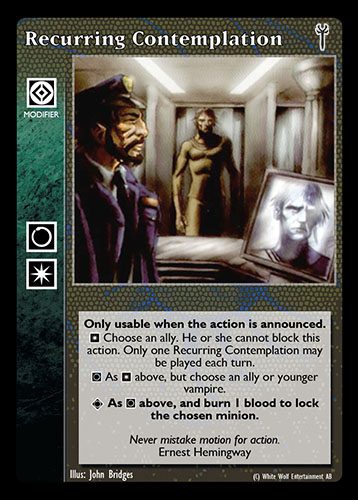 Recurring Contemplation
MODIFIER
Only usable when the action is announced.
Choose an ally. He or she cannot block this
action. Only one Recurring Contemplation may
be played each turn.
As above, but choose an ally or younger
vampire.
As above, and burn 1 blood to lock
the chosen minion.
Never mistake motion for action.
Ernest Hemingway
Illus: John Bridges
(C) White Wolf Entertainment AB